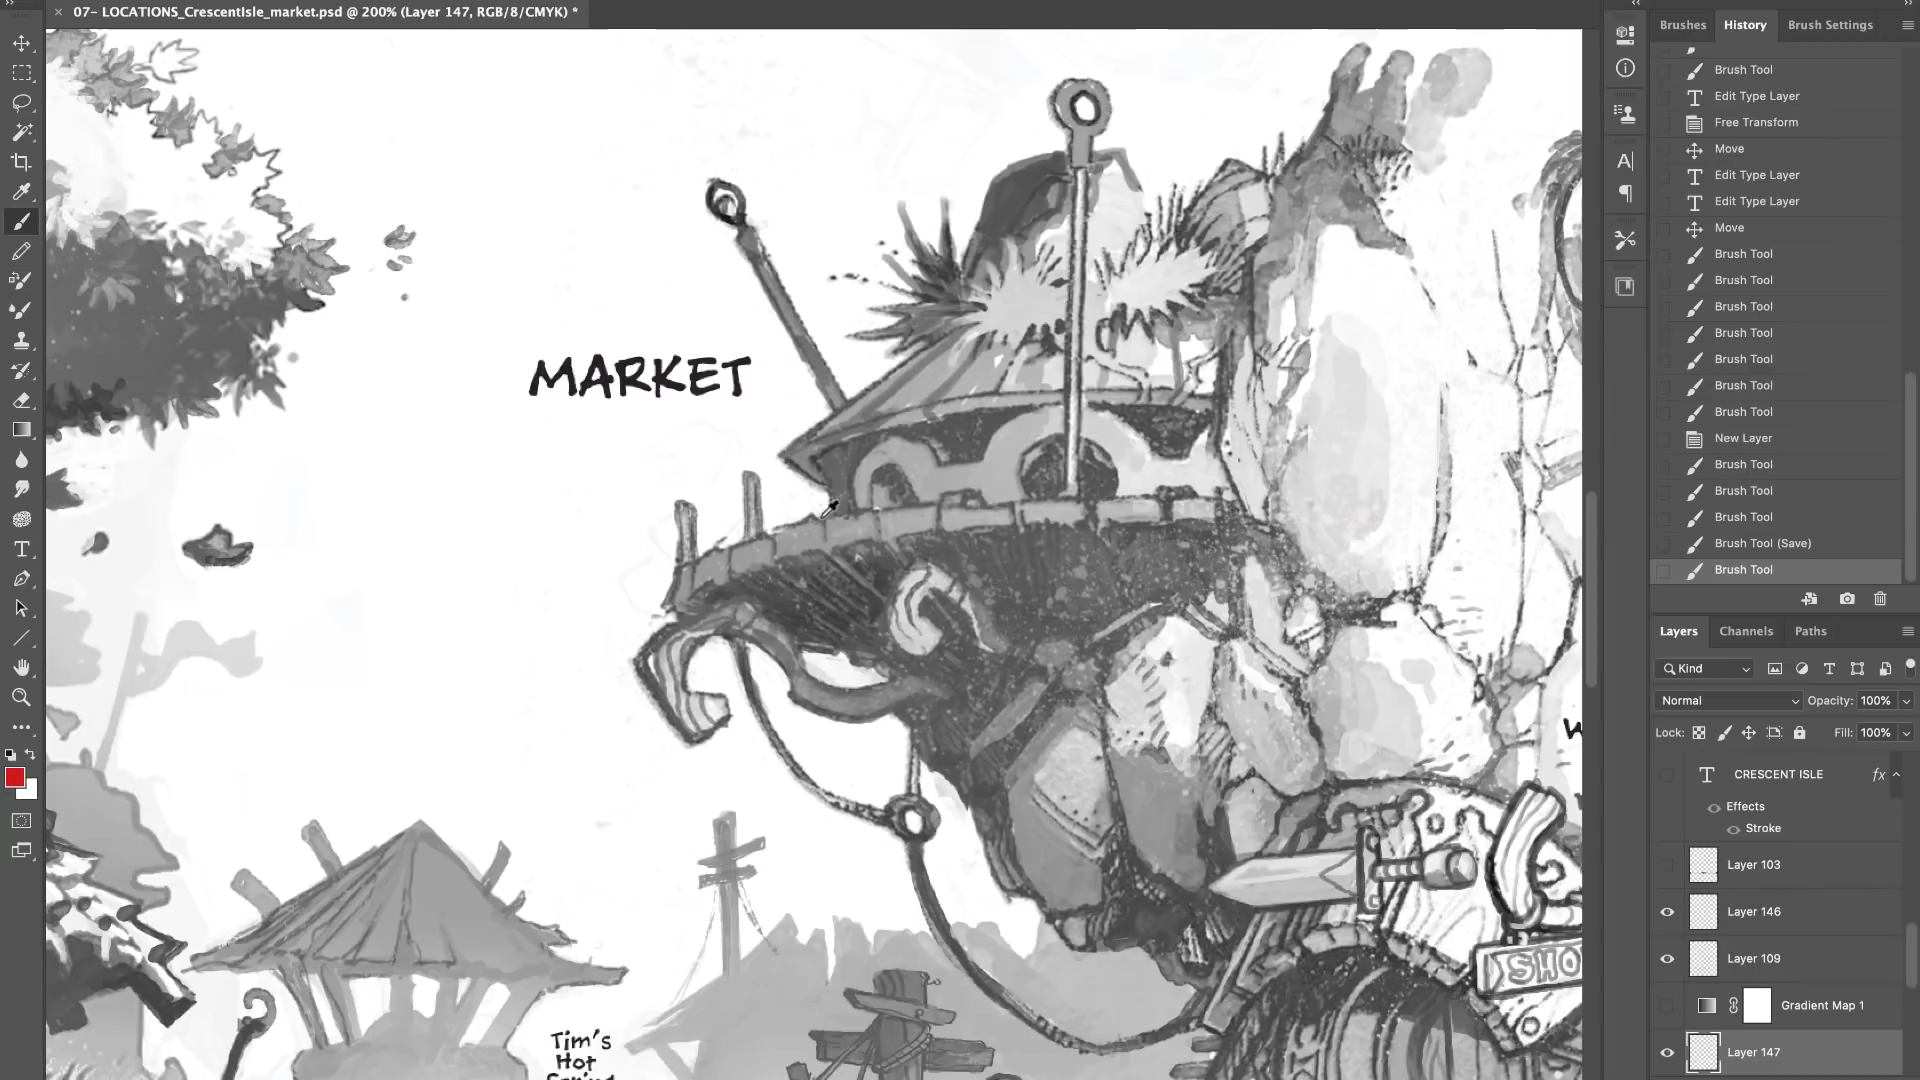 07- LOCATIONS_CrescentIsle_market.psd @ 200% (Layer 147, RGB/8/CMYK) *
Brushes
History
Brush Settings
Brush Tool
Edit Type Layer
Free Transform
Move
Edit Type Layer
Edit Type Layer
Move
Brush Tool
Brush Tool
Brush Tool
Brush Tool
Brush Tool
Brush Tool
Brush Tool
New Layer
Brush Tool
Brush Tool
Brush Tool
Brush Tool (Save)
Brush Tool
Layers
Channels
Paths
Kind
Normal
Opacity: 100%
Lock:
Fill: 100%
CRESCENT ISLE
fx
Effects
Stroke
Layer 103
Layer 146
Layer 109
Gradient Map 1
Layer 147
MARKET
SHO
Tim's
Hot